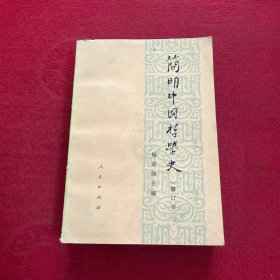 简明中国哲学史
（修订本）
杨荣国主编
人民出版社